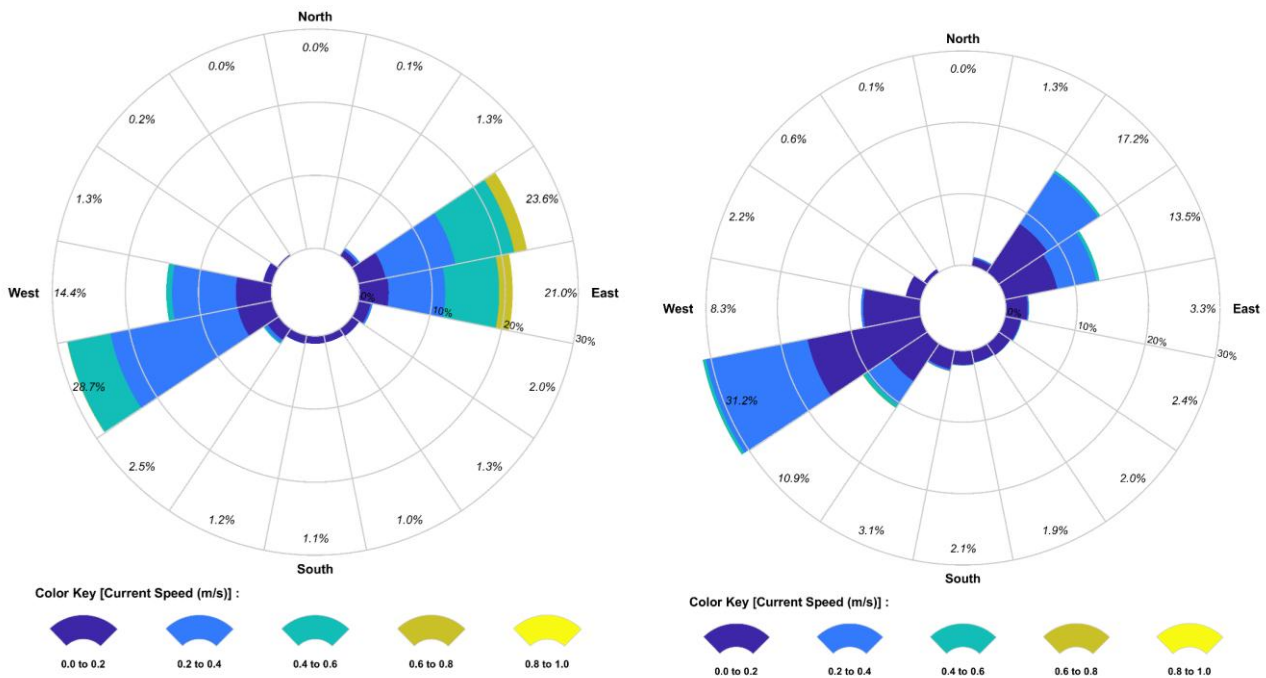 North
0.0%
0.0%
0.1%
0.2%
1.3%
1.3%
23.6%
West
14.4%
0%
10%
20%
30%
21.0%
East
28.7%
2.0%
2.5%
1.3%
1.2%
1.0%
1.1%
South
Color Key [Current Speed (m/s)] :
0.0 to 0.2
0.2 to 0.4
0.4 to 0.6
0.6 to 0.8
0.8 to 1.0
North
0.0%
0.1%
1.3%
0.6%
17.2%
2.2%
13.5%
West
8.3%
0%
10%
20%
30%
3.3%
East
31.2%
2.4%
10.9%
2.0%
3.1%
1.9%
2.1%
South
Color Key [Current Speed (m/s)] :
0.0 to 0.2
0.2 to 0.4
0.4 to 0.6
0.6 to 0.8
0.8 to 1.0